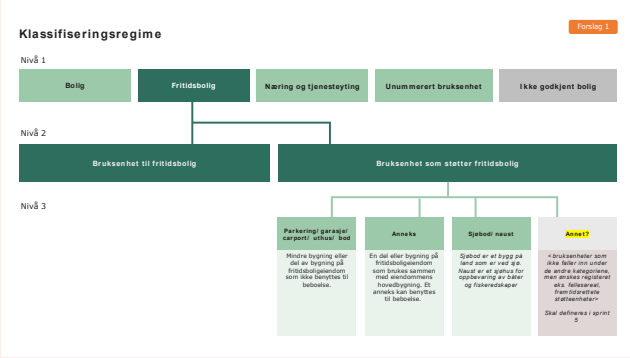 Forslag 1
Klassifiseringsregime
Nivå 1
Bolig
Fritidsbolig
Næring og tjenesteyting
Unummerert bruksenhet
Ikke godkjent bolig
Nivå 2
Bruksenhet til fritidsbolig
Bruksenhet som støtter fritidsbolig
Nivå 3
Parkering/ garasje/
carport/ uthus/ bod
Mindre bygning eller
del av bygning på
fritidsboligeiendom
som ikke benyttes til
beboelse.
Anneks
En del eller bygning på
fritidsboligeiendom
som brukes sammen
med eiendommens
hovedbygning. Et
anneks kan benyttes
til beboelse.
Sjøbod/ naust
Sjøbod er et bygg på
land som er ved sjø.
Naust er et sjøhus for
oppbevaring av båter
og fiskeredskaper
Annet?
<bruksenheter som
ikke faller inn under
de andre kategoriene,
men ønskes registeret
eks. fellesareal,
fremtidsrettete
støtteenheter>
Skal defineres i sprint
5